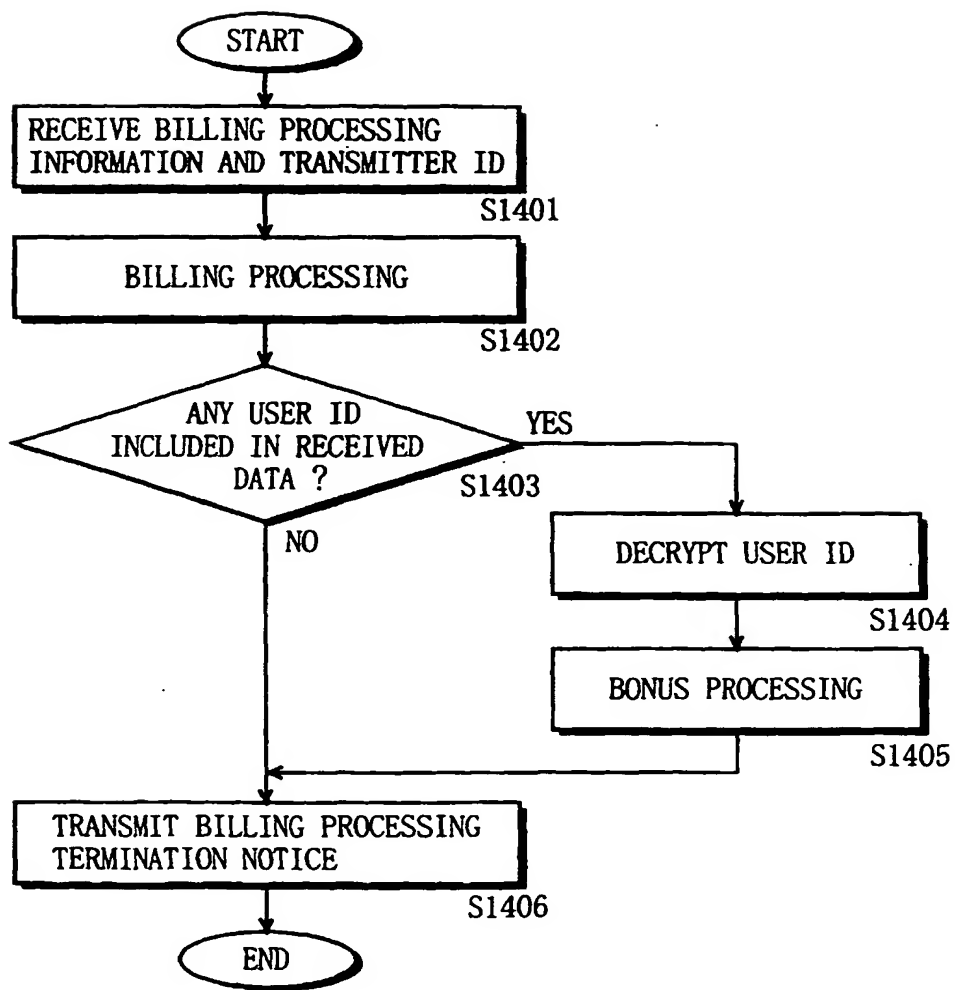 START
RECEIVE BILLING PROCESSING
INFORMATION AND TRANSMITTER ID
S1401
BILLING PROCESSING
S1402
ANY USER ID
INCLUDED IN RECEIVED
DATA ?
S1403
YES
NO
DECRYPT USER ID
S1404
BONUS PROCESSING
S1405
TRANSMIT BILLING PROCESSING
TERMINATION NOTICE
S1406
END